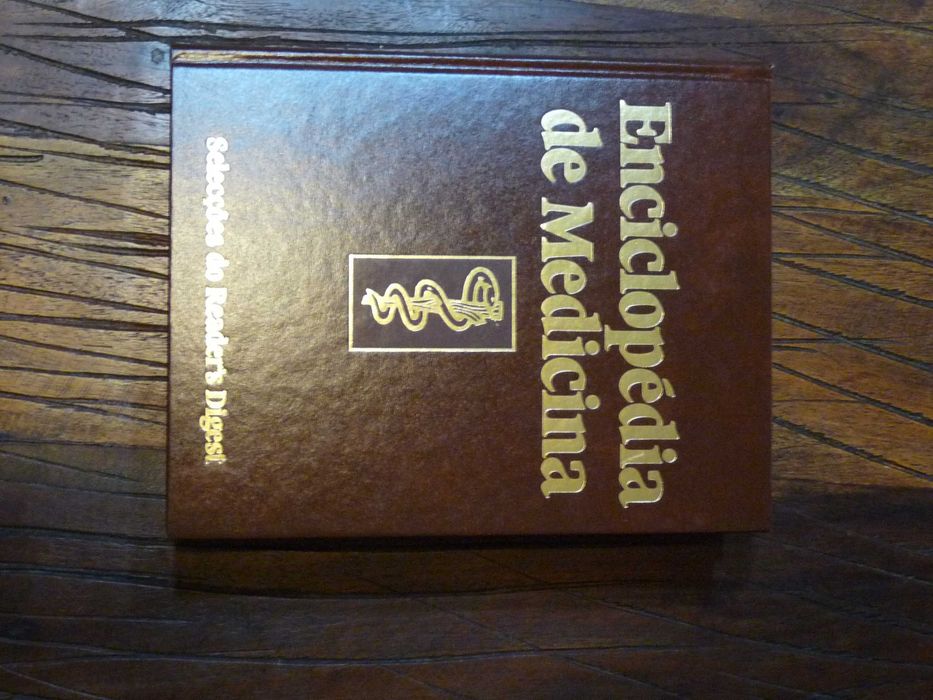 Enciclopédia
de Medicina
Selecções do Reader's Digest